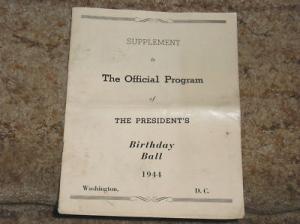 SUPPLEMENT
to
The Official Program
of
THE PRESIDENT'S
Birthday
Ball
1944
Washington, D. C.